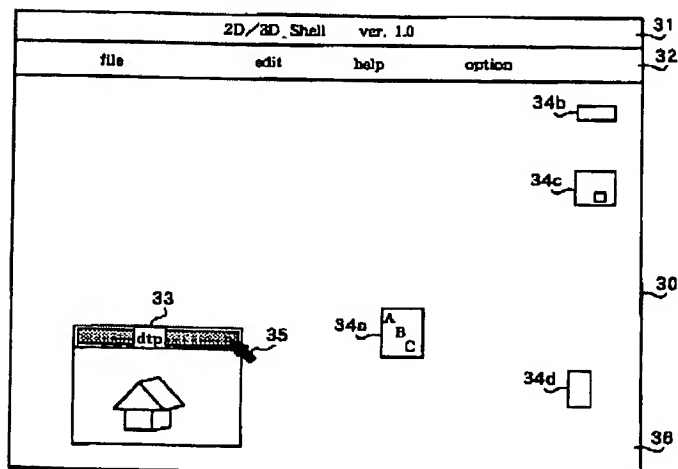 2D/3D_Shell ver. 1.0
31
file edit help option
32
34b
34c
30
33
dtp
35
34a
A
B
C
34d
38